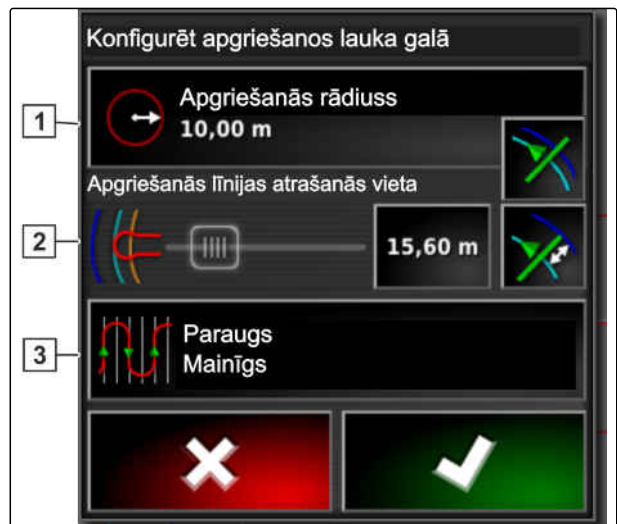 Konfigurēt apgriešanos lauka galā
1
Apgriešanās rādiuss
10,00 m
Apgriešanās līnijas atrašanās vieta
2
15,60 m
3
Paraugs
Mainīgs